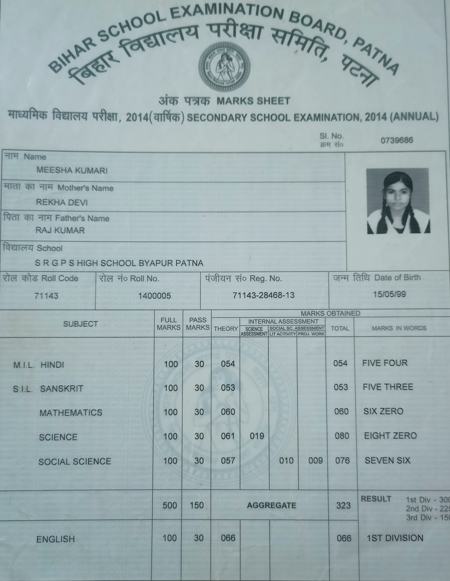 BIHAR SCHOOL EXAMINATION BOARD, PATNA
बिहार विद्यालय परीक्षा समिति, पटना
अंक पत्रक MARKS SHEET
माध्यमिक विद्यालय परीक्षा, 2014(वार्षिक) SECONDARY SCHOOL EXAMINATION, 2014 (ANNUAL)
Sl. No.
क्रम सं० 0739686
नाम Name
MEESHA KUMARI
माता का नाम Mother's Name
REKHA DEVI
पिता का नाम Father's Name
RAJ KUMAR
विद्यालय School
S R G P S HIGH SCHOOL BYAPUR PATNA
रोल कोड Roll Code रोल नं० Roll No. पंजीयन सं० Reg. No. जन्म तिथि Date of Birth
71143 1400005 71143-28468-13 15/05/99
MARKS OBTAINED
SUBJECT FULL MARKS PASS MARKS THEORY INTERNAL ASSESSMENT TOTAL MARKS IN WORDS
SCIENCE ASSESSMENT SOCIAL SC. ASSESSMENT
LIT ACTIVITY PROJ. WORK
M.I.L. HINDI 100 30 054 054 FIVE FOUR
S.I.L. SANSKRIT 100 30 053 053 FIVE THREE
MATHEMATICS 100 30 060 060 SIX ZERO
SCIENCE 100 30 061 019 080 EIGHT ZERO
SOCIAL SCIENCE 100 30 057 010 009 076 SEVEN SIX
500 150 AGGREGATE 323 RESULT 1st Div - 300
2nd Div - 225
3rd Div - 150
ENGLISH 100 30 066 066 1ST DIVISION